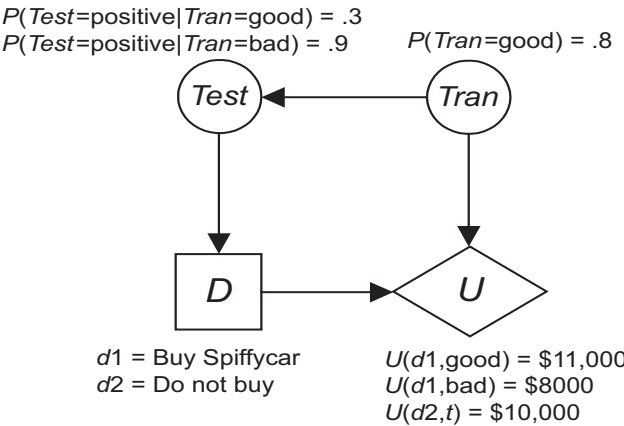 P(Test=positive|Tran=good) = .3
P(Test=positive|Tran=bad) = .9
P(Tran=good) = .8
Test
Tran
D
U
d1 = Buy Spiffycar
d2 = Do not buy
U(d1,good) = $11,000
U(d1,bad) = $8000
U(d2,t) = $10,000